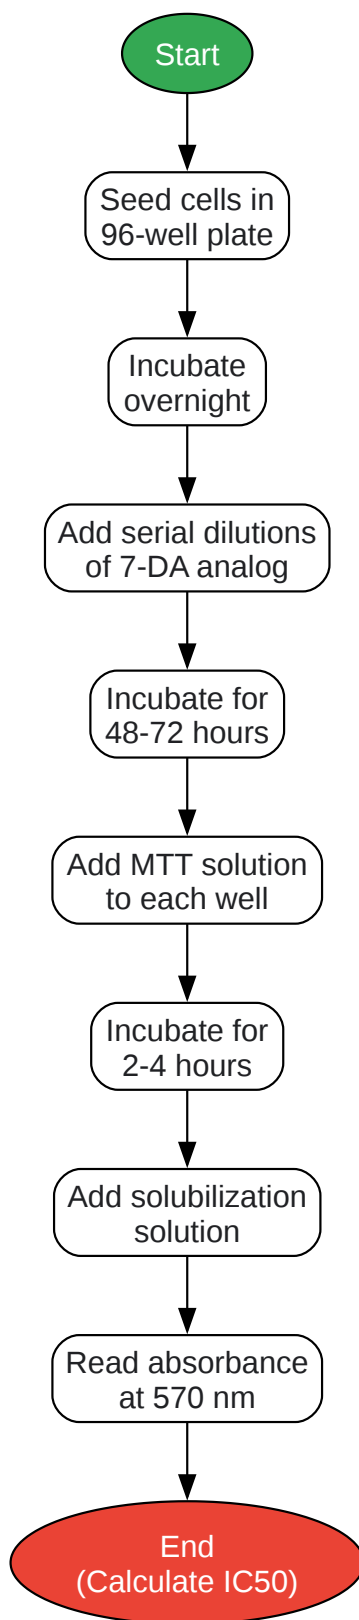 Start
Seed cells in
96-well plate
Incubate
overnight
Add serial dilutions
of 7-DA analog
Incubate for
48-72 hours
Add MTT solution
to each well
Incubate for
2-4 hours
Add solubilization
solution
Read absorbance
at 570 nm
End
(Calculate IC50)